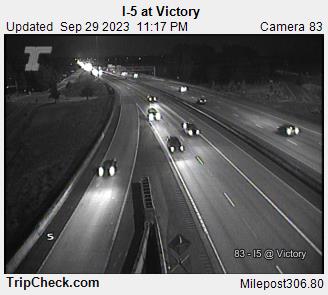 I-5 at Victory
Updated  Sep 29 2023  11:17 PM
Camera 83
T
S
83 - I5 @ Victory
TripCheck.com
Milepost306.80